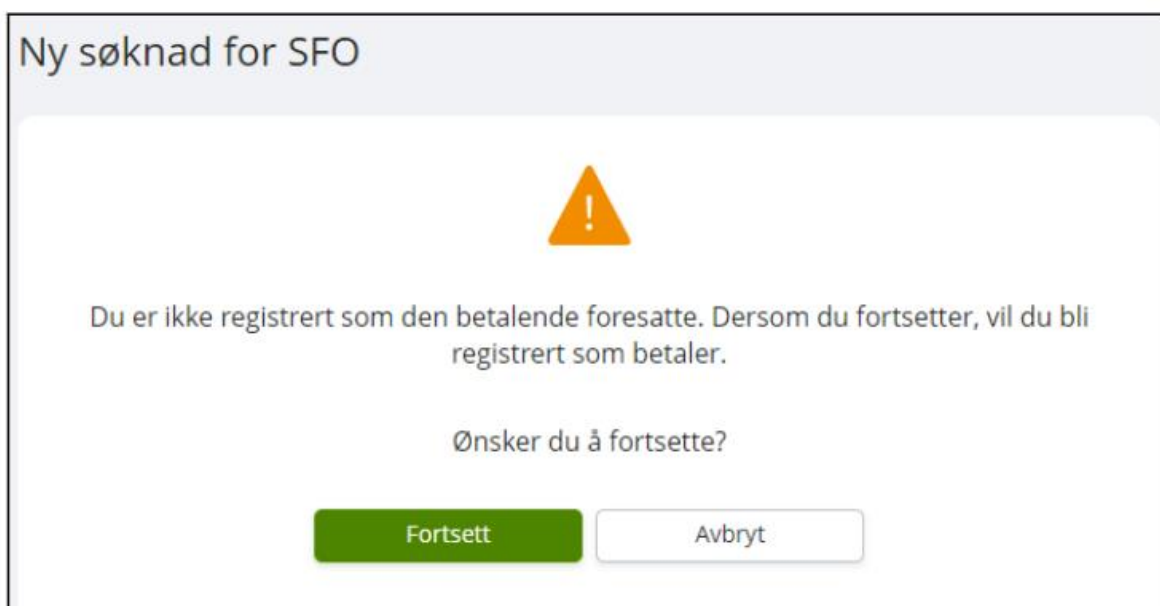 Ny søknad for SFO
!
Du er ikke registrert som den betalende foresatte. Dersom du fortsetter, vil du bli
registrert som betaler.
Ønsker du å fortsette?
Fortsett
Avbryt